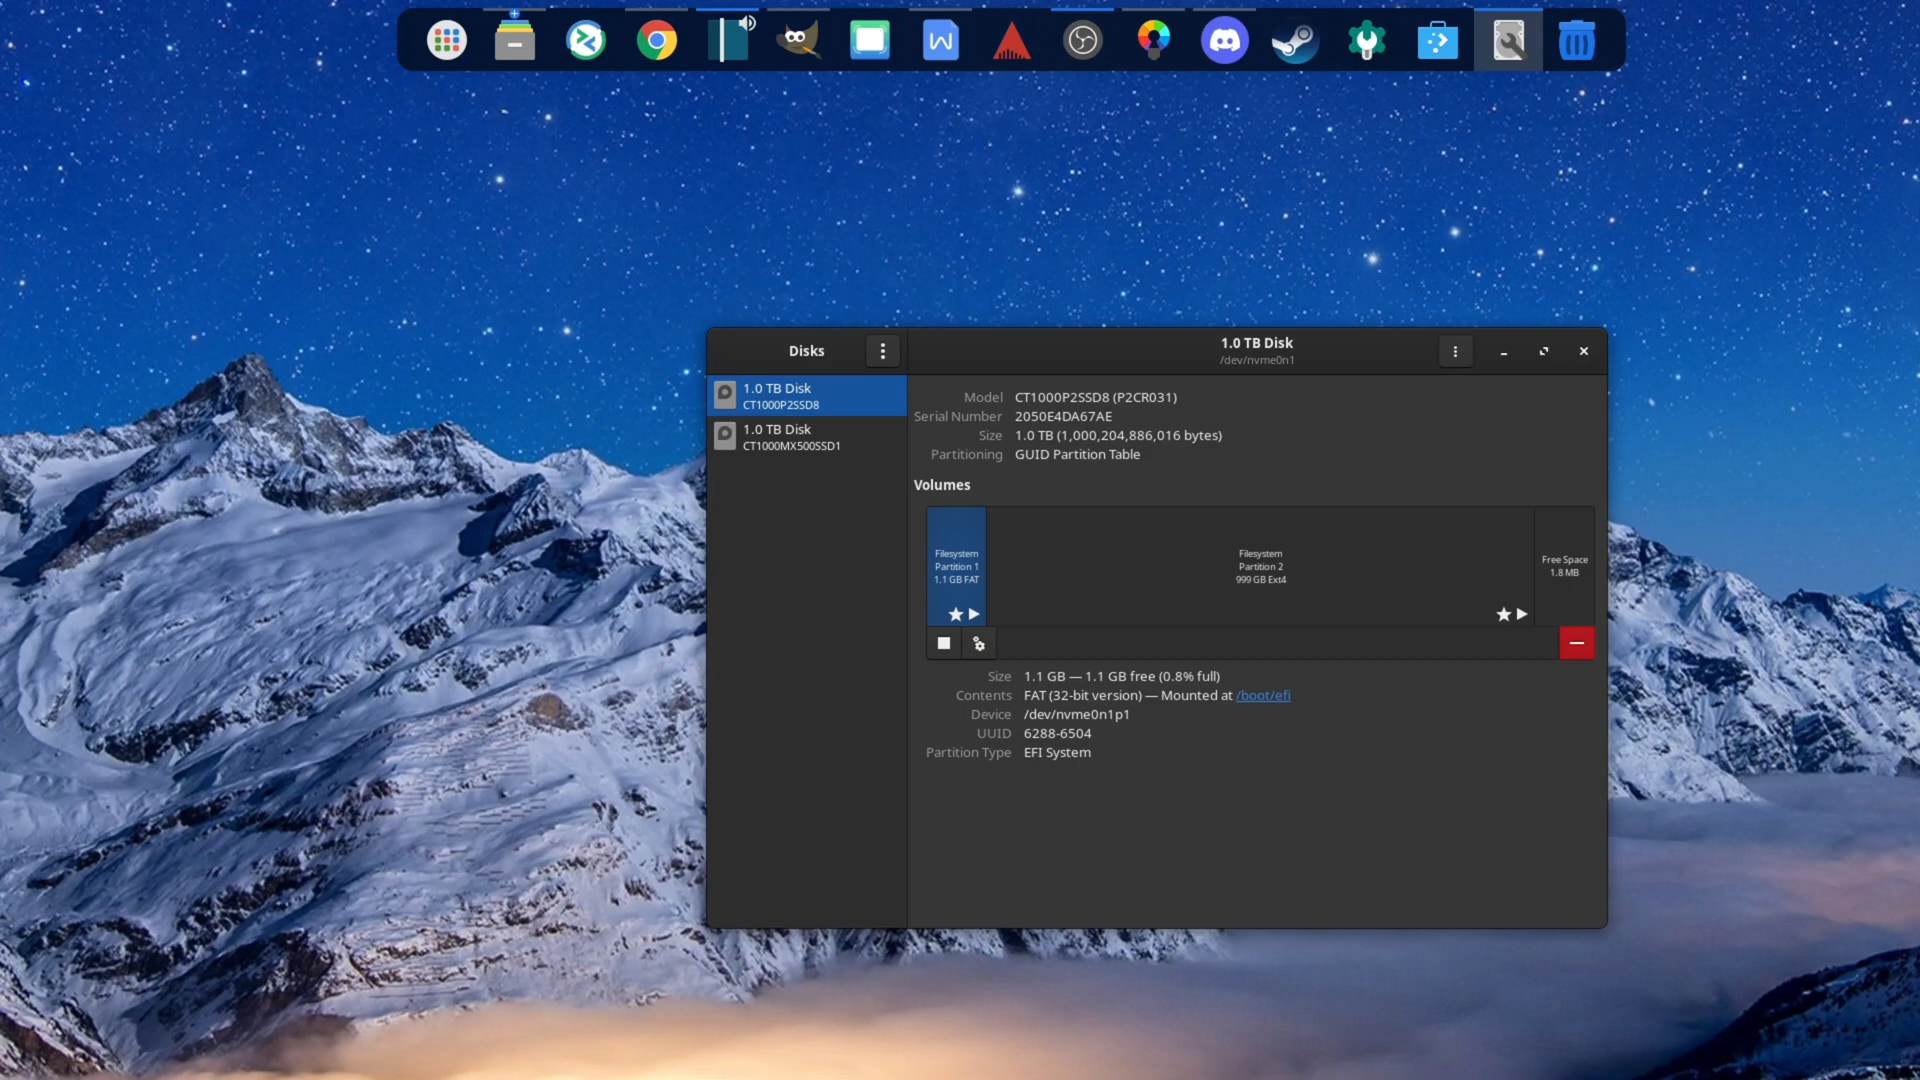 Disks
1.0 TB Disk
/dev/nvme0n1
1.0 TB Disk
CT1000P2SSD8
1.0 TB Disk
CT1000MX500SSD1
Model CT1000P2SSD8 (P2CR031)
Serial Number 2050E4DA67AE
Size 1.0 TB (1,000,204,886,016 bytes)
Partitioning GUID Partition Table
Volumes
Filesystem
Partition 1
1.1 GB FAT
Filesystem
Partition 2
999 GB Ext4
Free Space
1.8 MB
Size 1.1 GB — 1.1 GB free (0.8% full)
Contents FAT (32-bit version) — Mounted at /boot/efi
Device /dev/nvme0n1p1
UUID 6288-6504
Partition Type EFI System